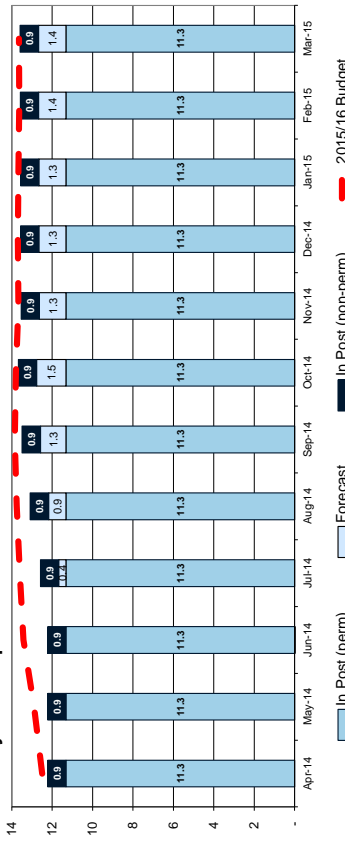 14
12
10
8
6
4
2
-
0.9
0.9
0.9
0.9
0.9
0.9
0.9
0.9
0.9
0.9
0.9
0.9
0.4
0.9
1.3
1.5
1.3
1.3
1.3
1.4
1.4
11.3
11.3
11.3
11.3
11.3
11.3
11.3
11.3
11.3
11.3
11.3
11.3
Apr-14
May-14
Jun-14
Jul-14
Aug-14
Sep-14
Oct-14
Nov-14
Dec-14
Jan-15
Feb-15
Mar-15
In Post (perm)
Forecast
In Post (non-perm)
2015/16 Budget